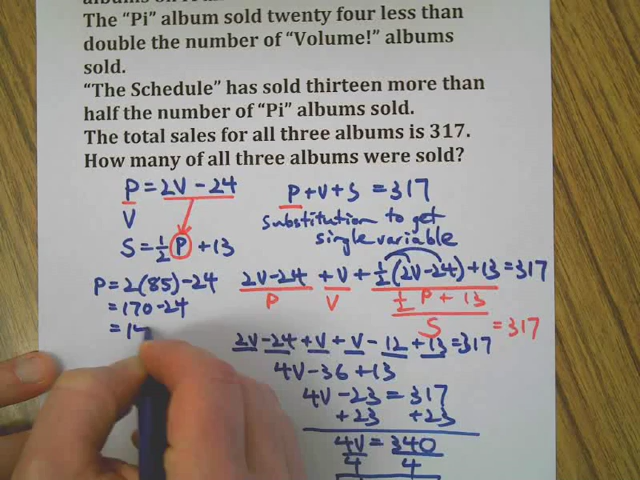 The "Pi" album sold twenty four less than
double the number of "Volume!" albums
sold.
"The Schedule" has sold thirteen more than
half the number of "Pi" albums sold.
The total sales for all three albums is 317.
How many of all three albums were sold?
P = 2V - 24
V
S = 1/2 P + 13
P + V + S = 317
substitution to get
single variable
P = 2(85) - 24
= 170 - 24
= 14
2V-24 + V + 1/2(2V-24) + 13 = 317
P V 1/2 P + 13
S = 317
2V - 24 + V + V - 12 + 13 = 317
4V - 36 + 13
4V - 23 = 317
+23 +23
4V = 340
4 4